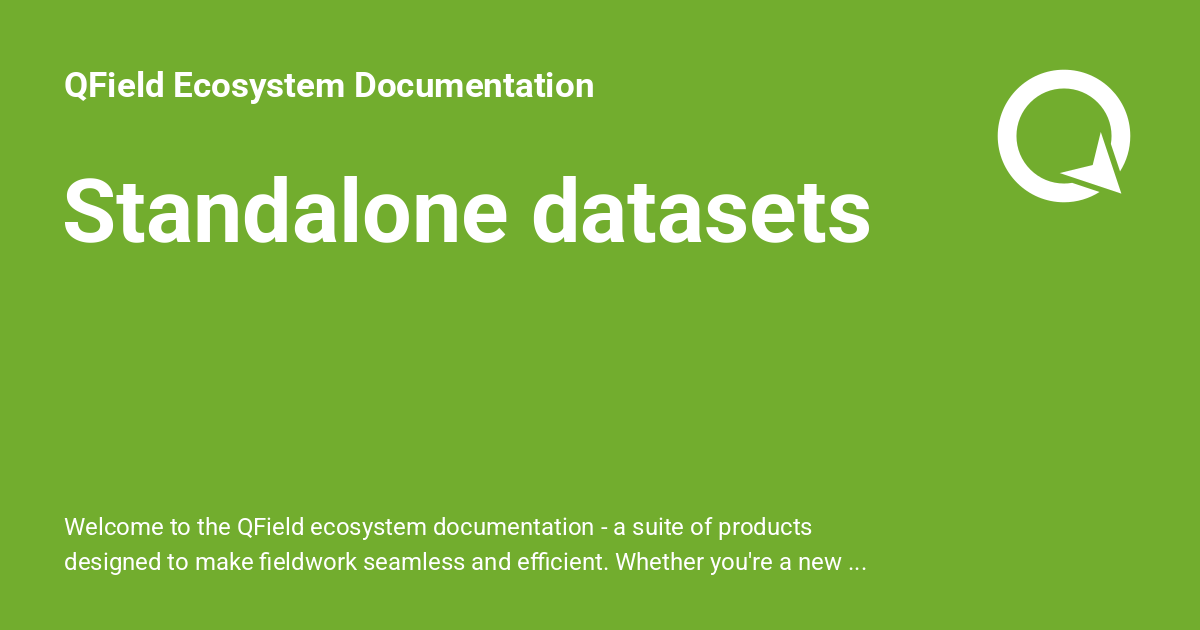 QField Ecosystem Documentation
Standalone datasets
Welcome to the QField ecosystem documentation - a suite of products
designed to make fieldwork seamless and efficient. Whether you're a new ...